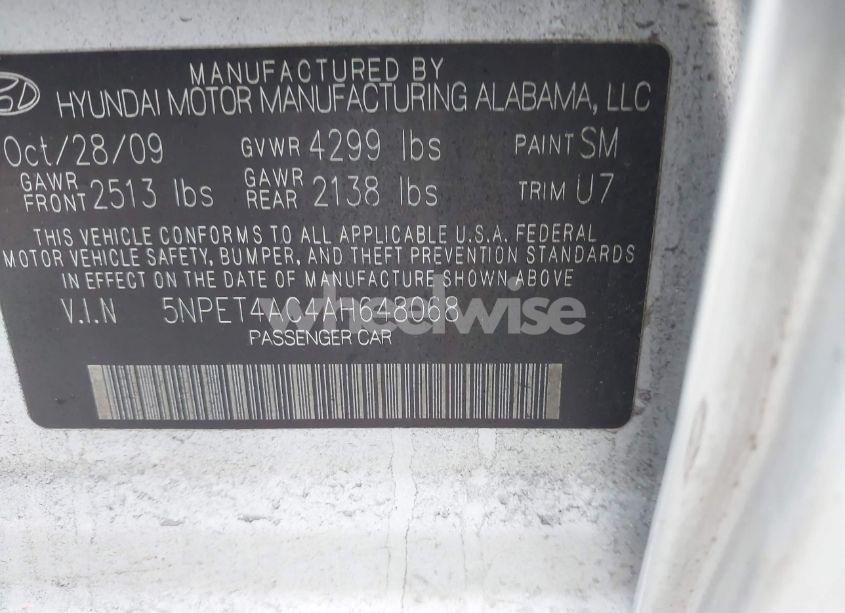 MANUFACTURED BY
HYUNDAI MOTOR MANUFACTURING ALABAMA, LLC
Oct/28/09 GVWR 4299 lbs PAINT SM
GAWR FRONT 2513 lbs GAWR REAR 2138 lbs TRIM U7
THIS VEHICLE CONFORMS TO ALL APPLICABLE U.S.A. FEDERAL
MOTOR VEHICLE SAFETY, BUMPER, AND THEFT PREVENTION STANDARDS
IN EFFECT ON THE DATE OF MANUFACTURE SHOWN ABOVE
V.I.N 5NPET4AC4AH648068
PASSENGER CAR
wheelwise